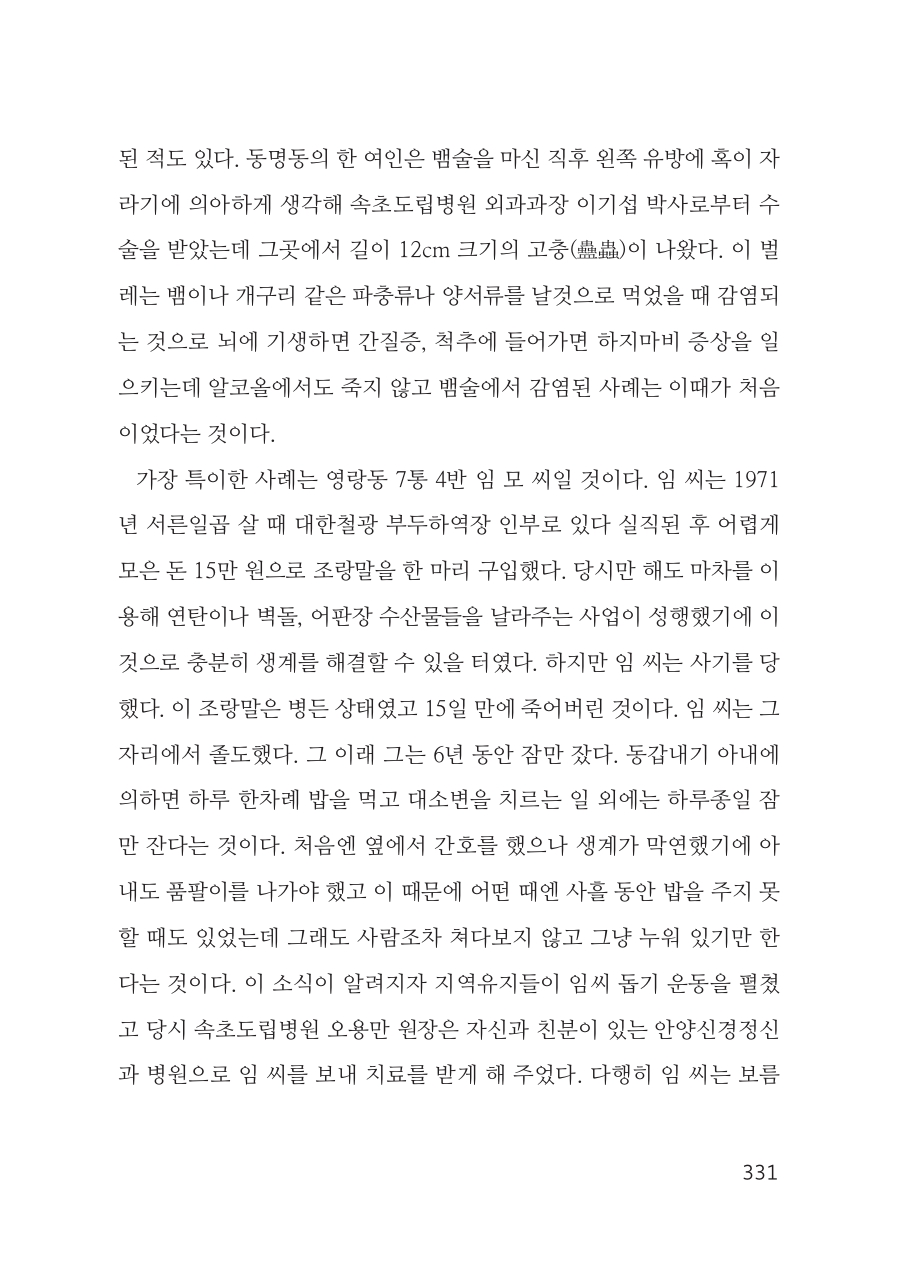 된 적도 있다. 동명동의 한 여인은 뱀술을 마신 직후 왼쪽 유방에 혹이 자
라기에 의아하게 생각해 속초도립병원 외과과장 이기섭 박사로부터 수
술을 받았는데 그곳에서 길이 12cm 크기의 고충(蠱蟲)이 나왔다. 이 벌
레는 뱀이나 개구리 같은 파충류나 양서류를 날것으로 먹었을 때 감염되
는 것으로 뇌에 기생하면 간질증, 척추에 들어가면 하지마비 증상을 일
으키는데 알코올에서도 죽지 않고 뱀술에서 감염된 사례는 이때가 처음
이었다는 것이다.
가장 특이한 사례는 영랑동 7통 4반 임 모 씨일 것이다. 임 씨는 1971
년 서른일곱 살 때 대한철광 부두하역장 인부로 있다 실직된 후 어렵게
모은 돈 15만 원으로 조랑말을 한 마리 구입했다. 당시만 해도 마차를 이
용해 연탄이나 벽돌, 어판장 수산물들을 날라주는 사업이 성행했기에 이
것으로 충분히 생계를 해결할 수 있을 터였다. 하지만 임 씨는 사기를 당
했다. 이 조랑말은 병든 상태였고 15일 만에 죽어버린 것이다. 임 씨는 그
자리에서 졸도했다. 그 이래 그는 6년 동안 잠만 잤다. 동갑내기 아내에
의하면 하루 한차례 밥을 먹고 대소변을 치르는 일 외에는 하루종일 잠
만 잔다는 것이다. 처음엔 옆에서 간호를 했으나 생계가 막연했기에 아
내도 품팔이를 나가야 했고 이 때문에 어떤 때엔 사흘 동안 밥을 주지 못
할 때도 있었는데 그래도 사람조차 쳐다보지 않고 그냥 누워 있기만 한
다는 것이다. 이 소식이 알려지자 지역유지들이 임씨 돕기 운동을 펼쳤
고 당시 속초도립병원 오용만 원장은 자신과 친분이 있는 안양신경정신
과 병원으로 임 씨를 보내 치료를 받게 해 주었다. 다행히 임 씨는 보름
331